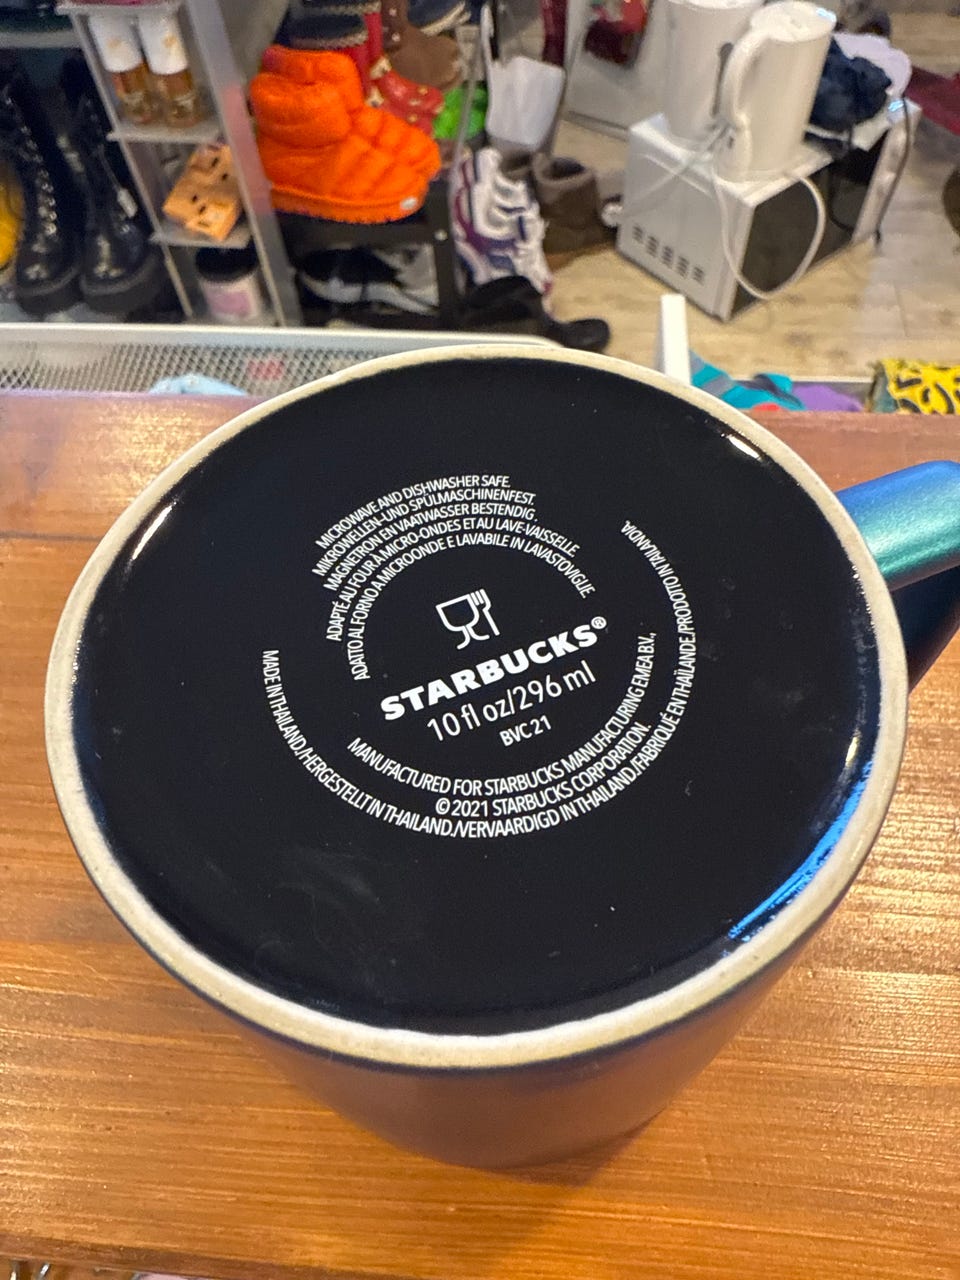 MICROWAVE AND DISHWASHER SAFE.
MIKROWELLEN- UND SPÜLMASCHINENFEST.
MAGNETRON EN VAATWASSER BESTENDIG.
ADAPTÉ AU FOUR À MICRO-ONDES ET AU LAVE-VAISSELLE
ADATTO AL FORNO A MICROONDE E LAVABILE IN LAVASTOVIGLIE
STARBUCKS®
10 fl oz/296 ml
BVC 21
MANUFACTURED FOR STARBUCKS MANUFACTURING EMEA B.V.,
© 2021 STARBUCKS CORPORATION.
MADE IN THAILAND./HERGESTELLT IN THAILAND./VERVAARDIGD IN THAILAND./FABRIQUÉ EN THAÏLANDE./PRODOTTO IN TAILANDIA.